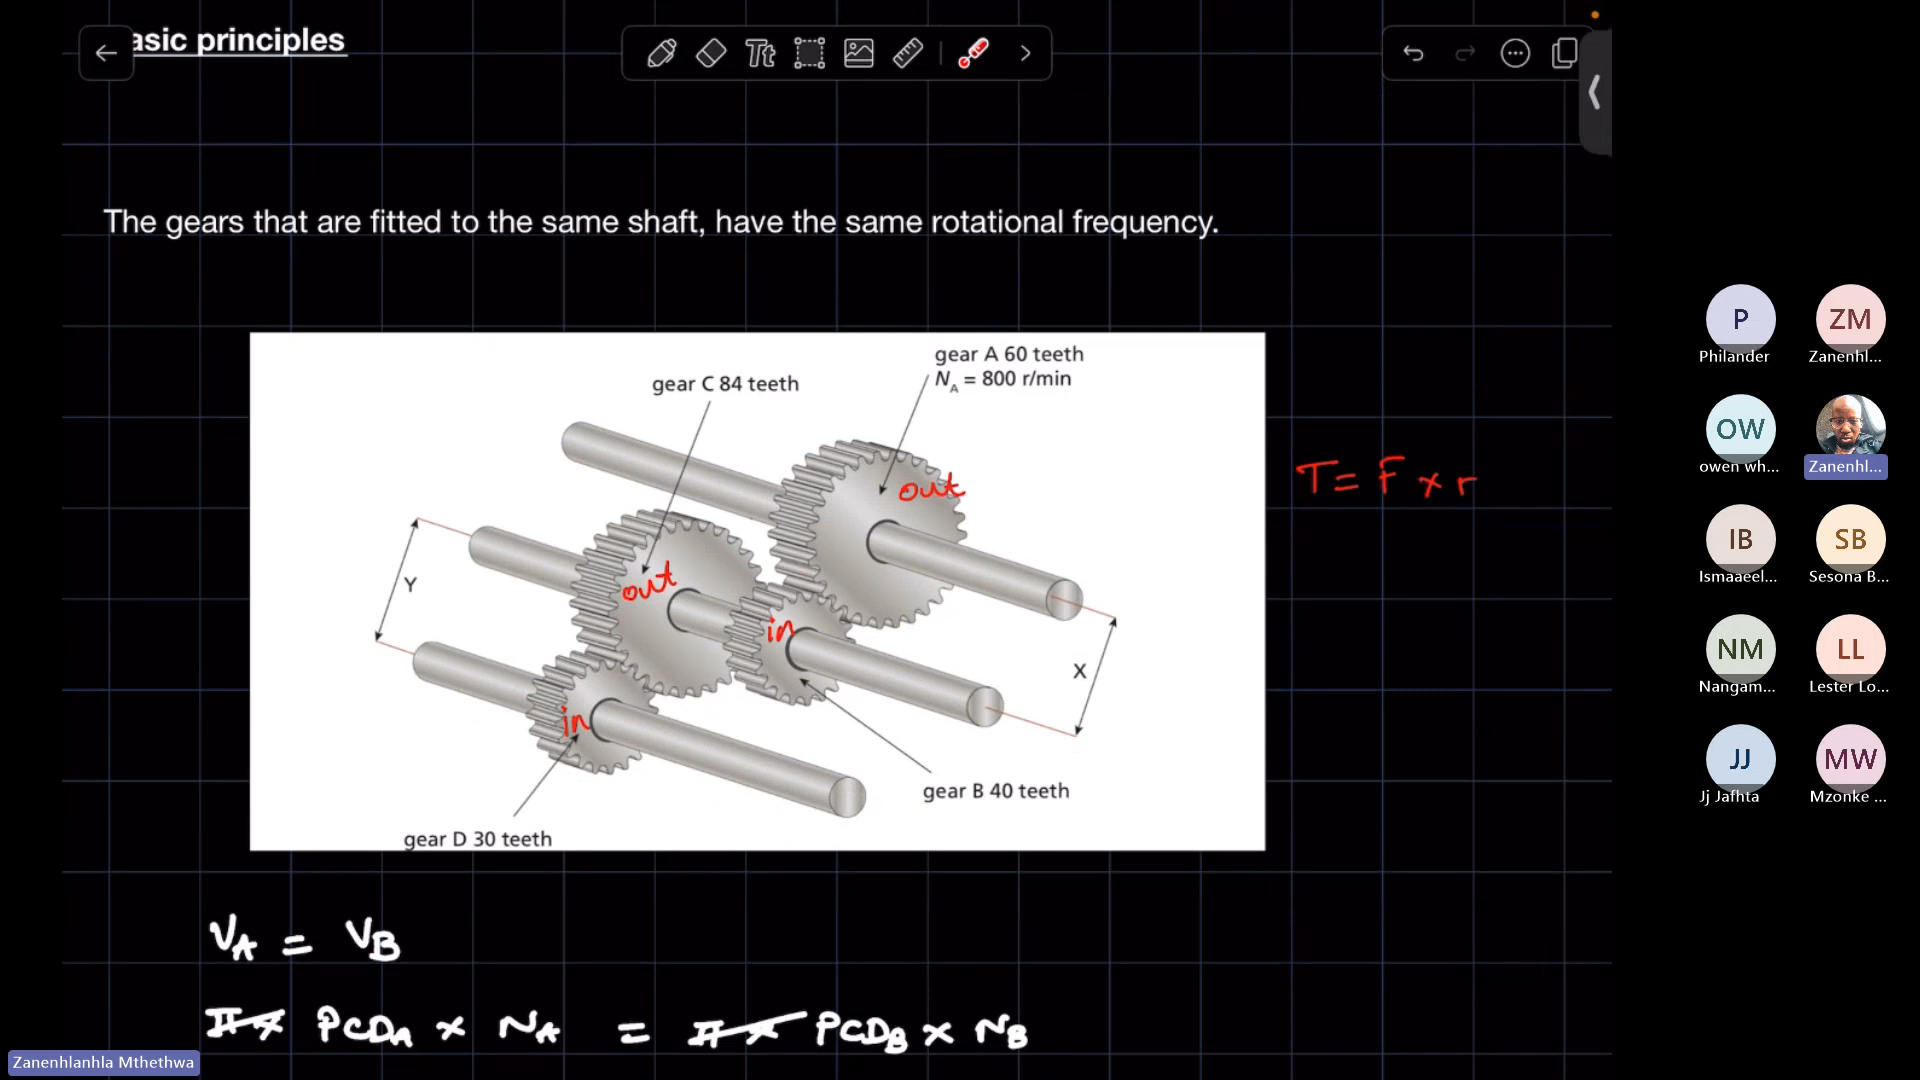 asic principles
Tt
The gears that are fitted to the same shaft, have the same rotational frequency.
gear A 60 teeth
N_A = 800 r/min
gear C 84 teeth
out
out
in
in
Y
X
gear B 40 teeth
gear D 30 teeth
T = F × r
V_A = V_B
π × PCD_A × N_A = π × PCD_B × N_B
P
Philander
ZM
Zanenhl...
OW
owen wh...
Zanenhl...
IB
Ismaaeel...
SB
Sesona B...
NM
Nangam...
LL
Lester Lo...
JJ
Jj Jafhta
MW
Mzonke ...
Zanenhlanhla Mthethwa